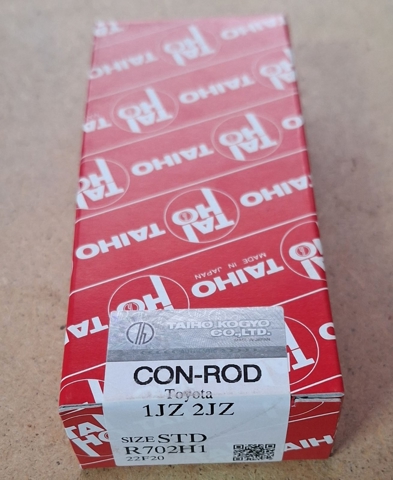 TAIHO
TAIHO
TAIHO
TAIHO
TAIHO
MADE IN JAPAN
TAIHO KOGYO
CO.,LTD.
CON-ROD
Toyota
1JZ 2JZ
SIZE STD
R702H1
22F20